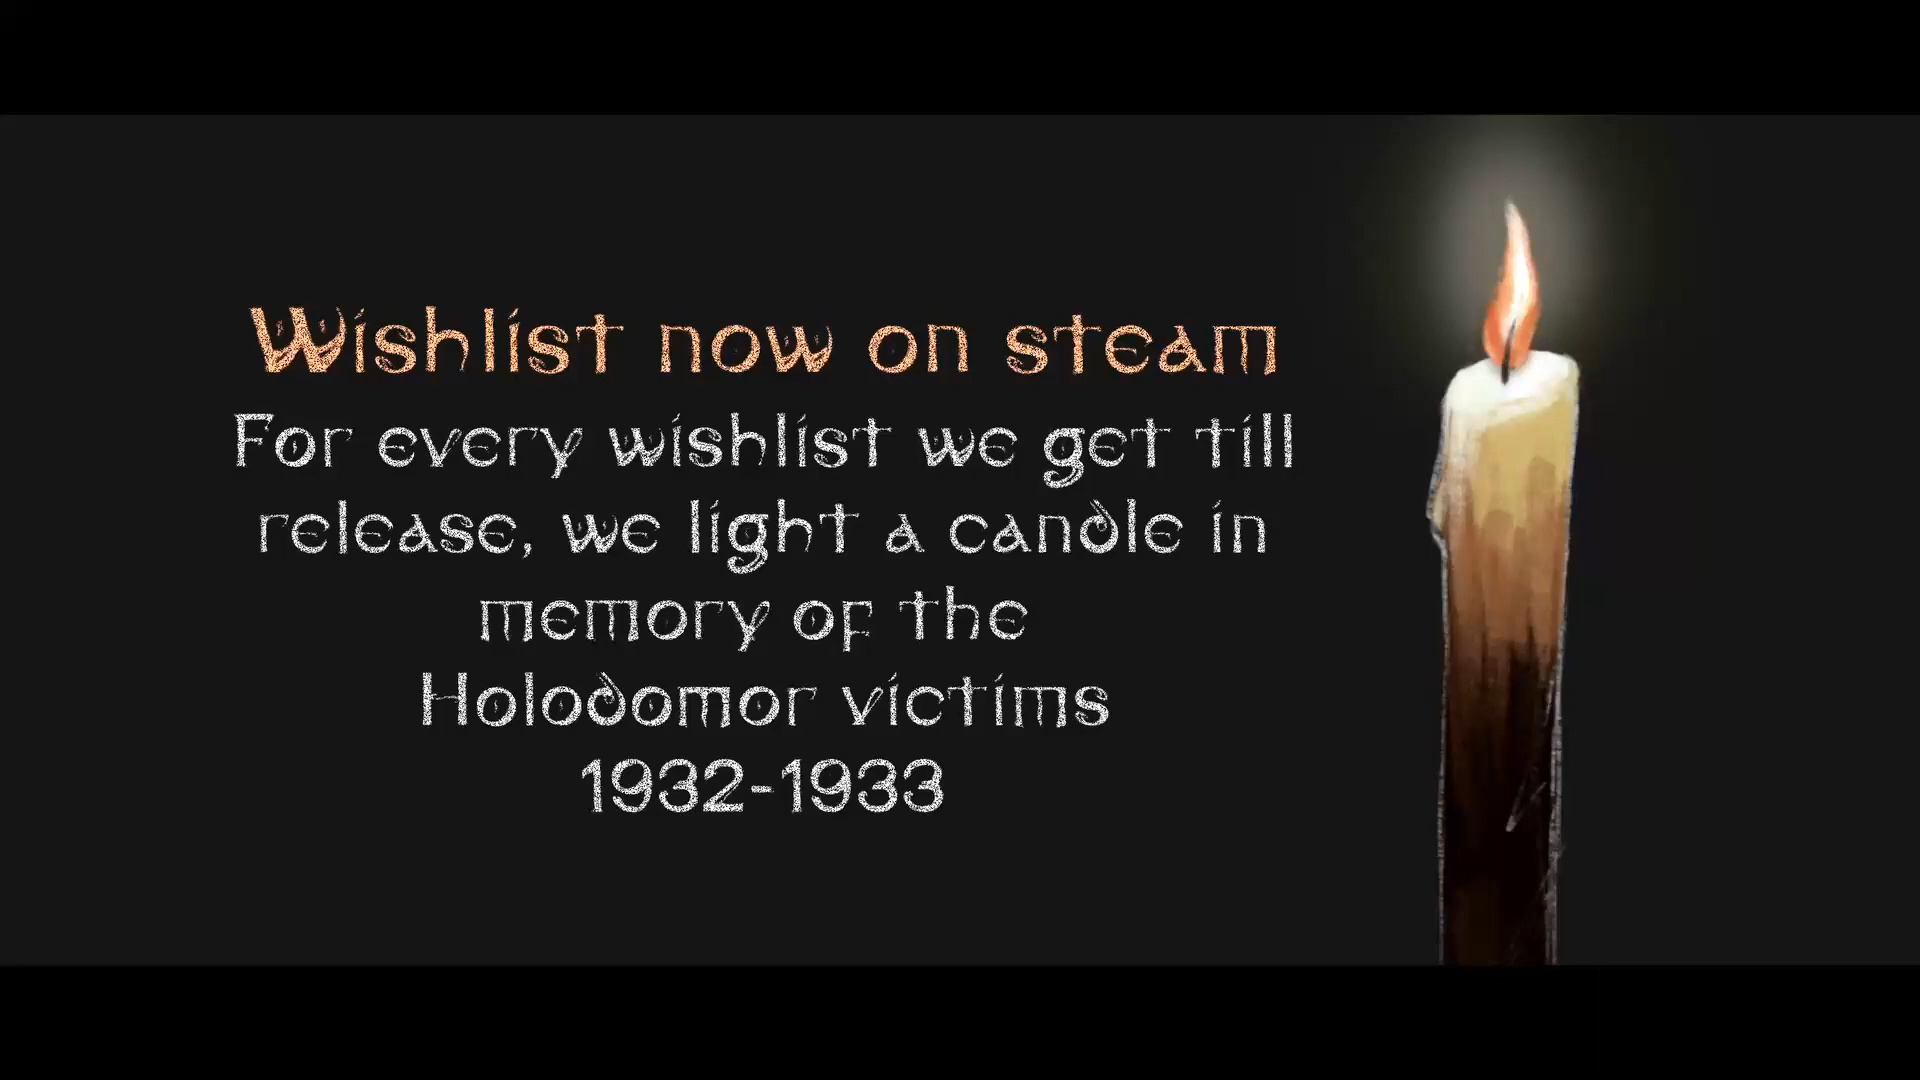 Wishlist now on steam
For every wishlist we get till
release, we light a candle in
memory of the
Holodomor victims
1932-1933